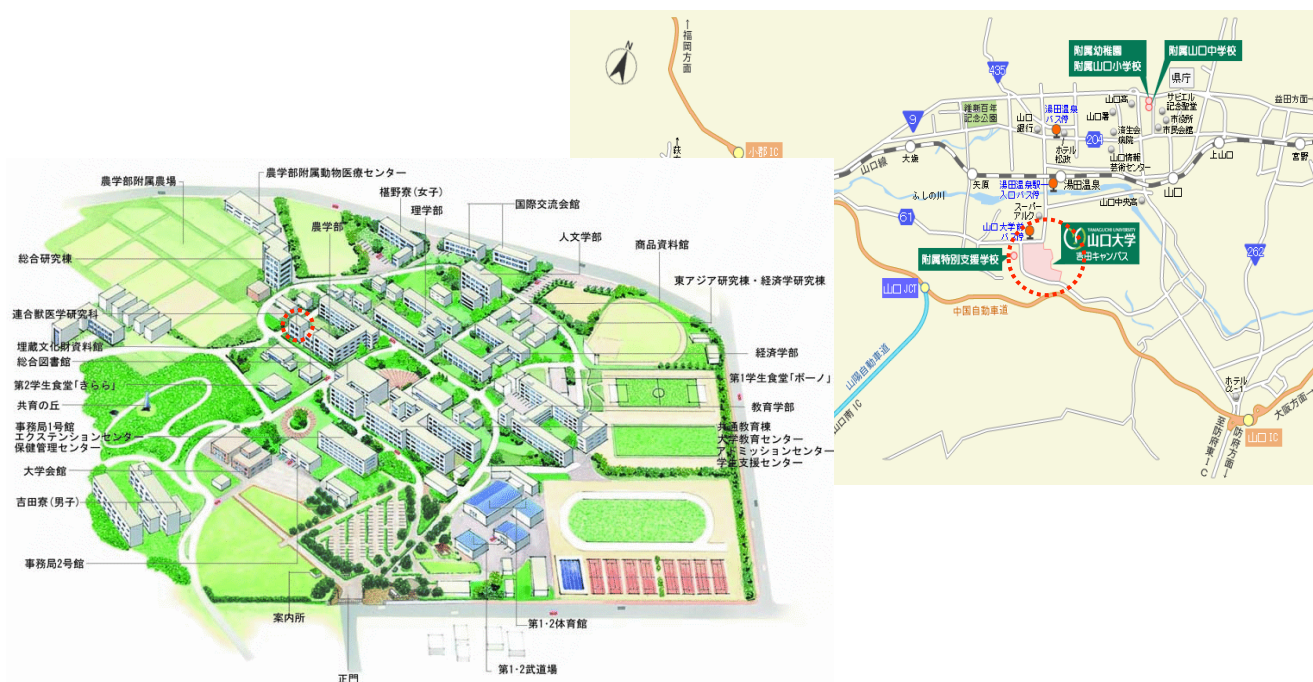 農学部附属農場
農学部附属動物医療センター
椹野寮(女子)
理学部
農学部
国際交流会館
人文学部
商品資料館
総合研究棟
東アジア研究棟・経済学研究棟
連合獣医学研究科
埋蔵文化財資料館
総合図書館
第2学生食堂「きらら」
共育の丘
経済学部
第1学生食堂「ボーノ」
教育学部
事務局1号館
エクステンションセンター
保健管理センター
共通教育棟
大学教育センター
アドミッションセンター
学生支援センター
大学会館
吉田寮(男子)
事務局2号館
案内所
正門
第1・2体育館
第1・2武道場
N
←福岡方面
小郡IC
435
9
204
61
262
維新百年
記念公園
山口
銀行
湯田温泉
バス停
ホテル
松政
山口高
山口署
済生会
病院
山口情報
芸術センター
附属幼稚園
附属山口小学校
附属山口中学校
県庁
サビエル
記念聖堂
市役所
市民会館
益田方面→
山口線
大歳
矢原
湯田温泉
山口
上山口
宮野
湯田温泉駅
入口バス停
ふしの川
スーパー
アルク
山口中央高
山口大学前
バス停
YAMAGUCHI UNIVERSITY
山口大学
吉田キャンパス
附属特別支援学校
山口JCT
中国自動車道
山陽自動車道
山口南IC
ホテル
α-1
大阪方面→
山口IC
至防府東IC
防府方面→